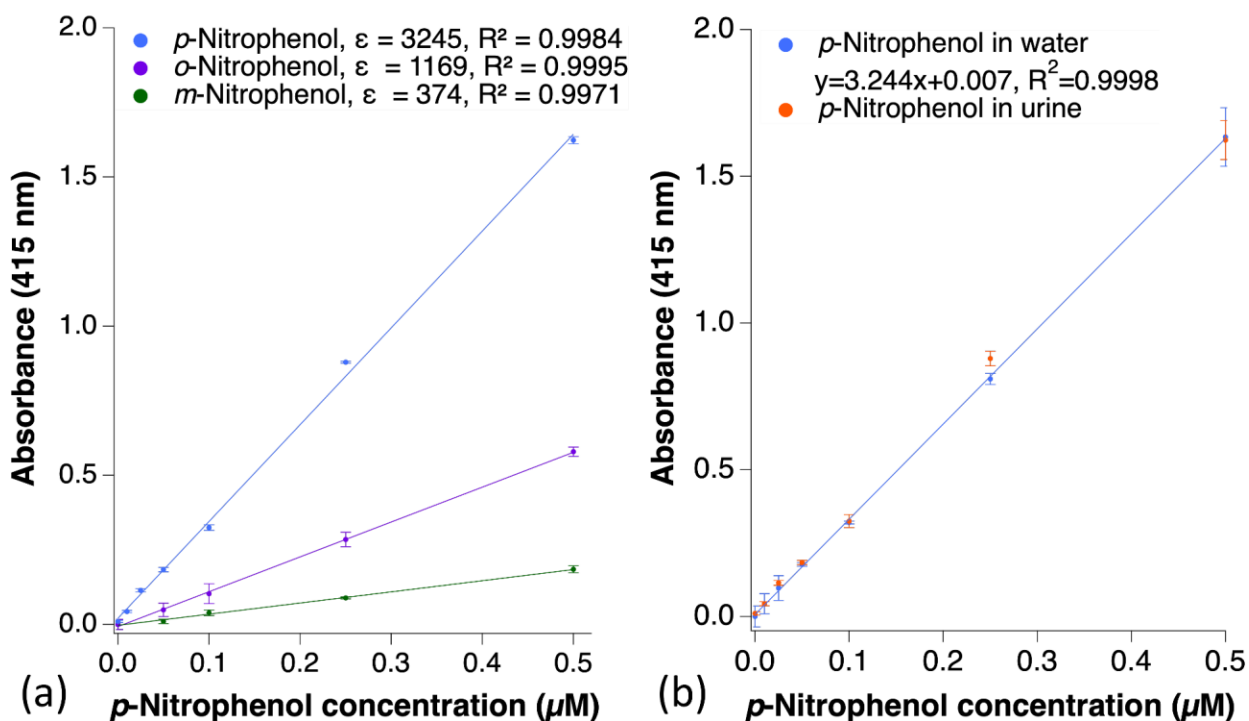 2.0
p-Nitrophenol, ε = 3245, R² = 0.9984
o-Nitrophenol, ε = 1169, R² = 0.9995
m-Nitrophenol, ε = 374, R² = 0.9971
1.5
1.0
0.5
0.0
Absorbance (415 nm)
0.0 0.1 0.2 0.3 0.4 0.5
(a) p-Nitrophenol concentration (µM)
2.0
p-Nitrophenol in water
y=3.244x+0.007, R²=0.9998
p-Nitrophenol in urine
1.5
1.0
0.5
0.0
Absorbance (415 nm)
0.0 0.1 0.2 0.3 0.4 0.5
(b) p-Nitrophenol concentration (µM)